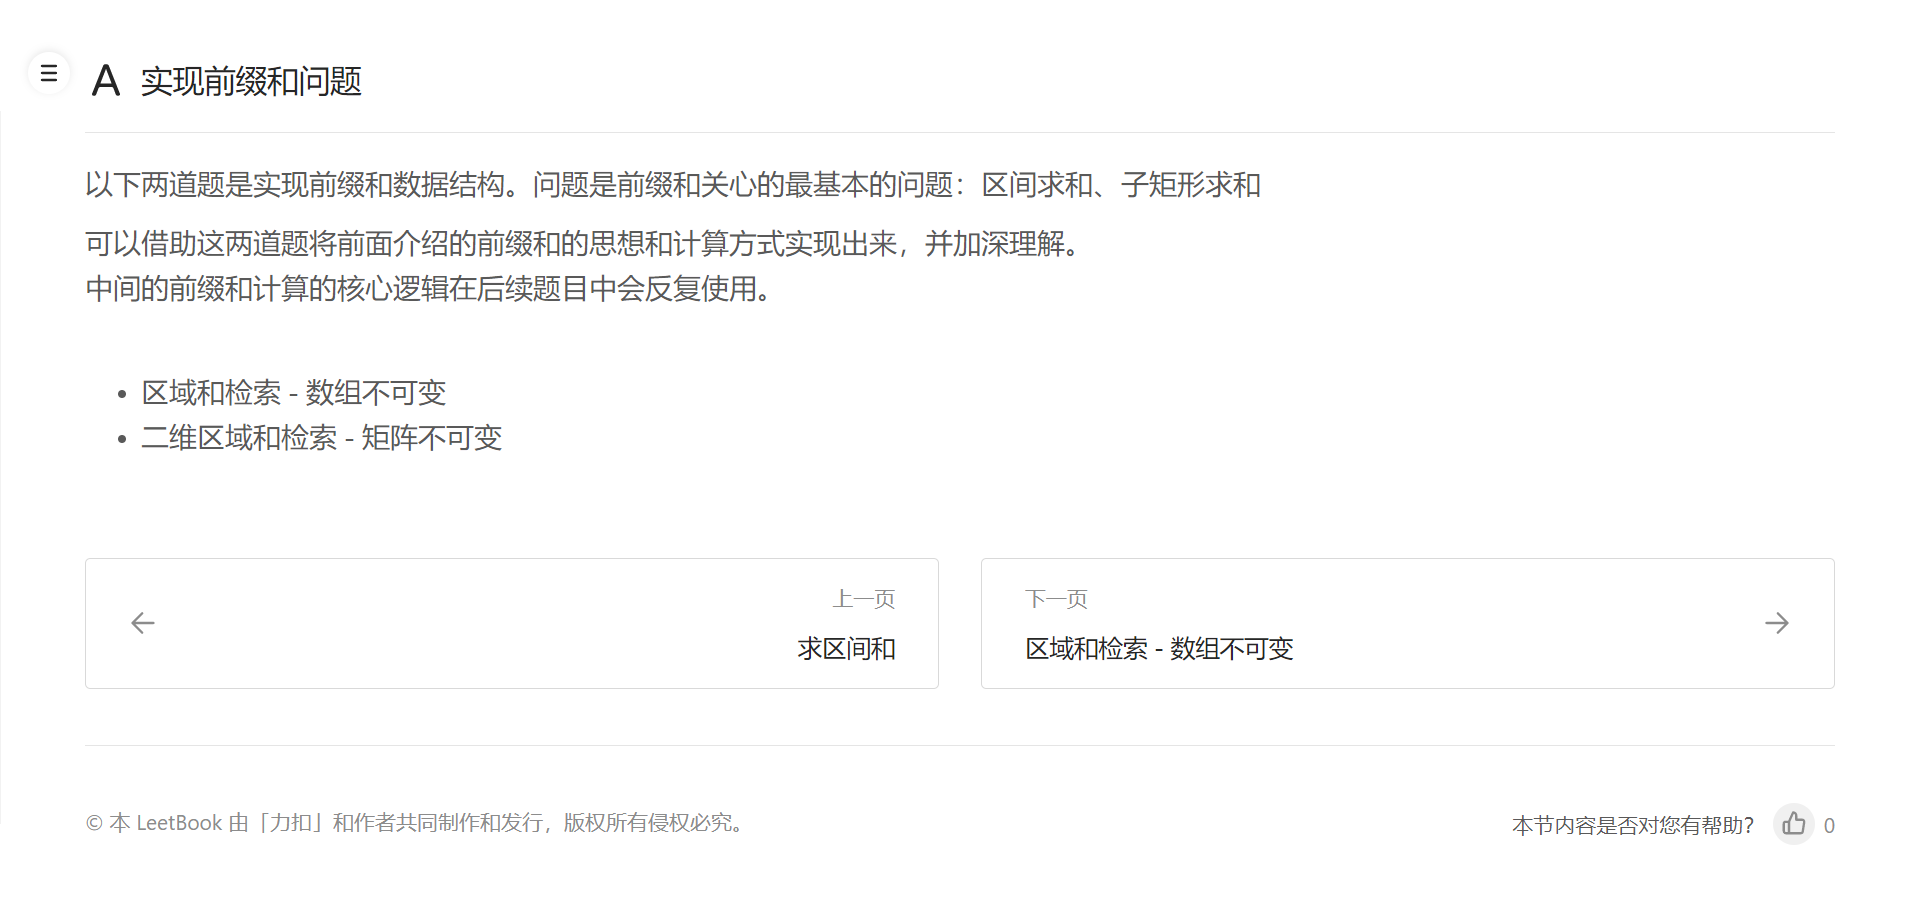 A 实现前缀和问题
以下两道题是实现前缀和数据结构。问题是前缀和关心的最基本的问题：区间求和、子矩形求和
可以借助这两道题将前面介绍的前缀和的思想和计算方式实现出来，并加深理解。
中间的前缀和计算的核心逻辑在后续题目中会反复使用。
• 区域和检索 - 数组不可变
• 二维区域和检索 - 矩阵不可变
上一页
求区间和
下一页
区域和检索 - 数组不可变
© 本 LeetBook 由「力扣」和作者共同制作和发行，版权所有侵权必究。
本节内容是否对您有帮助？ 0